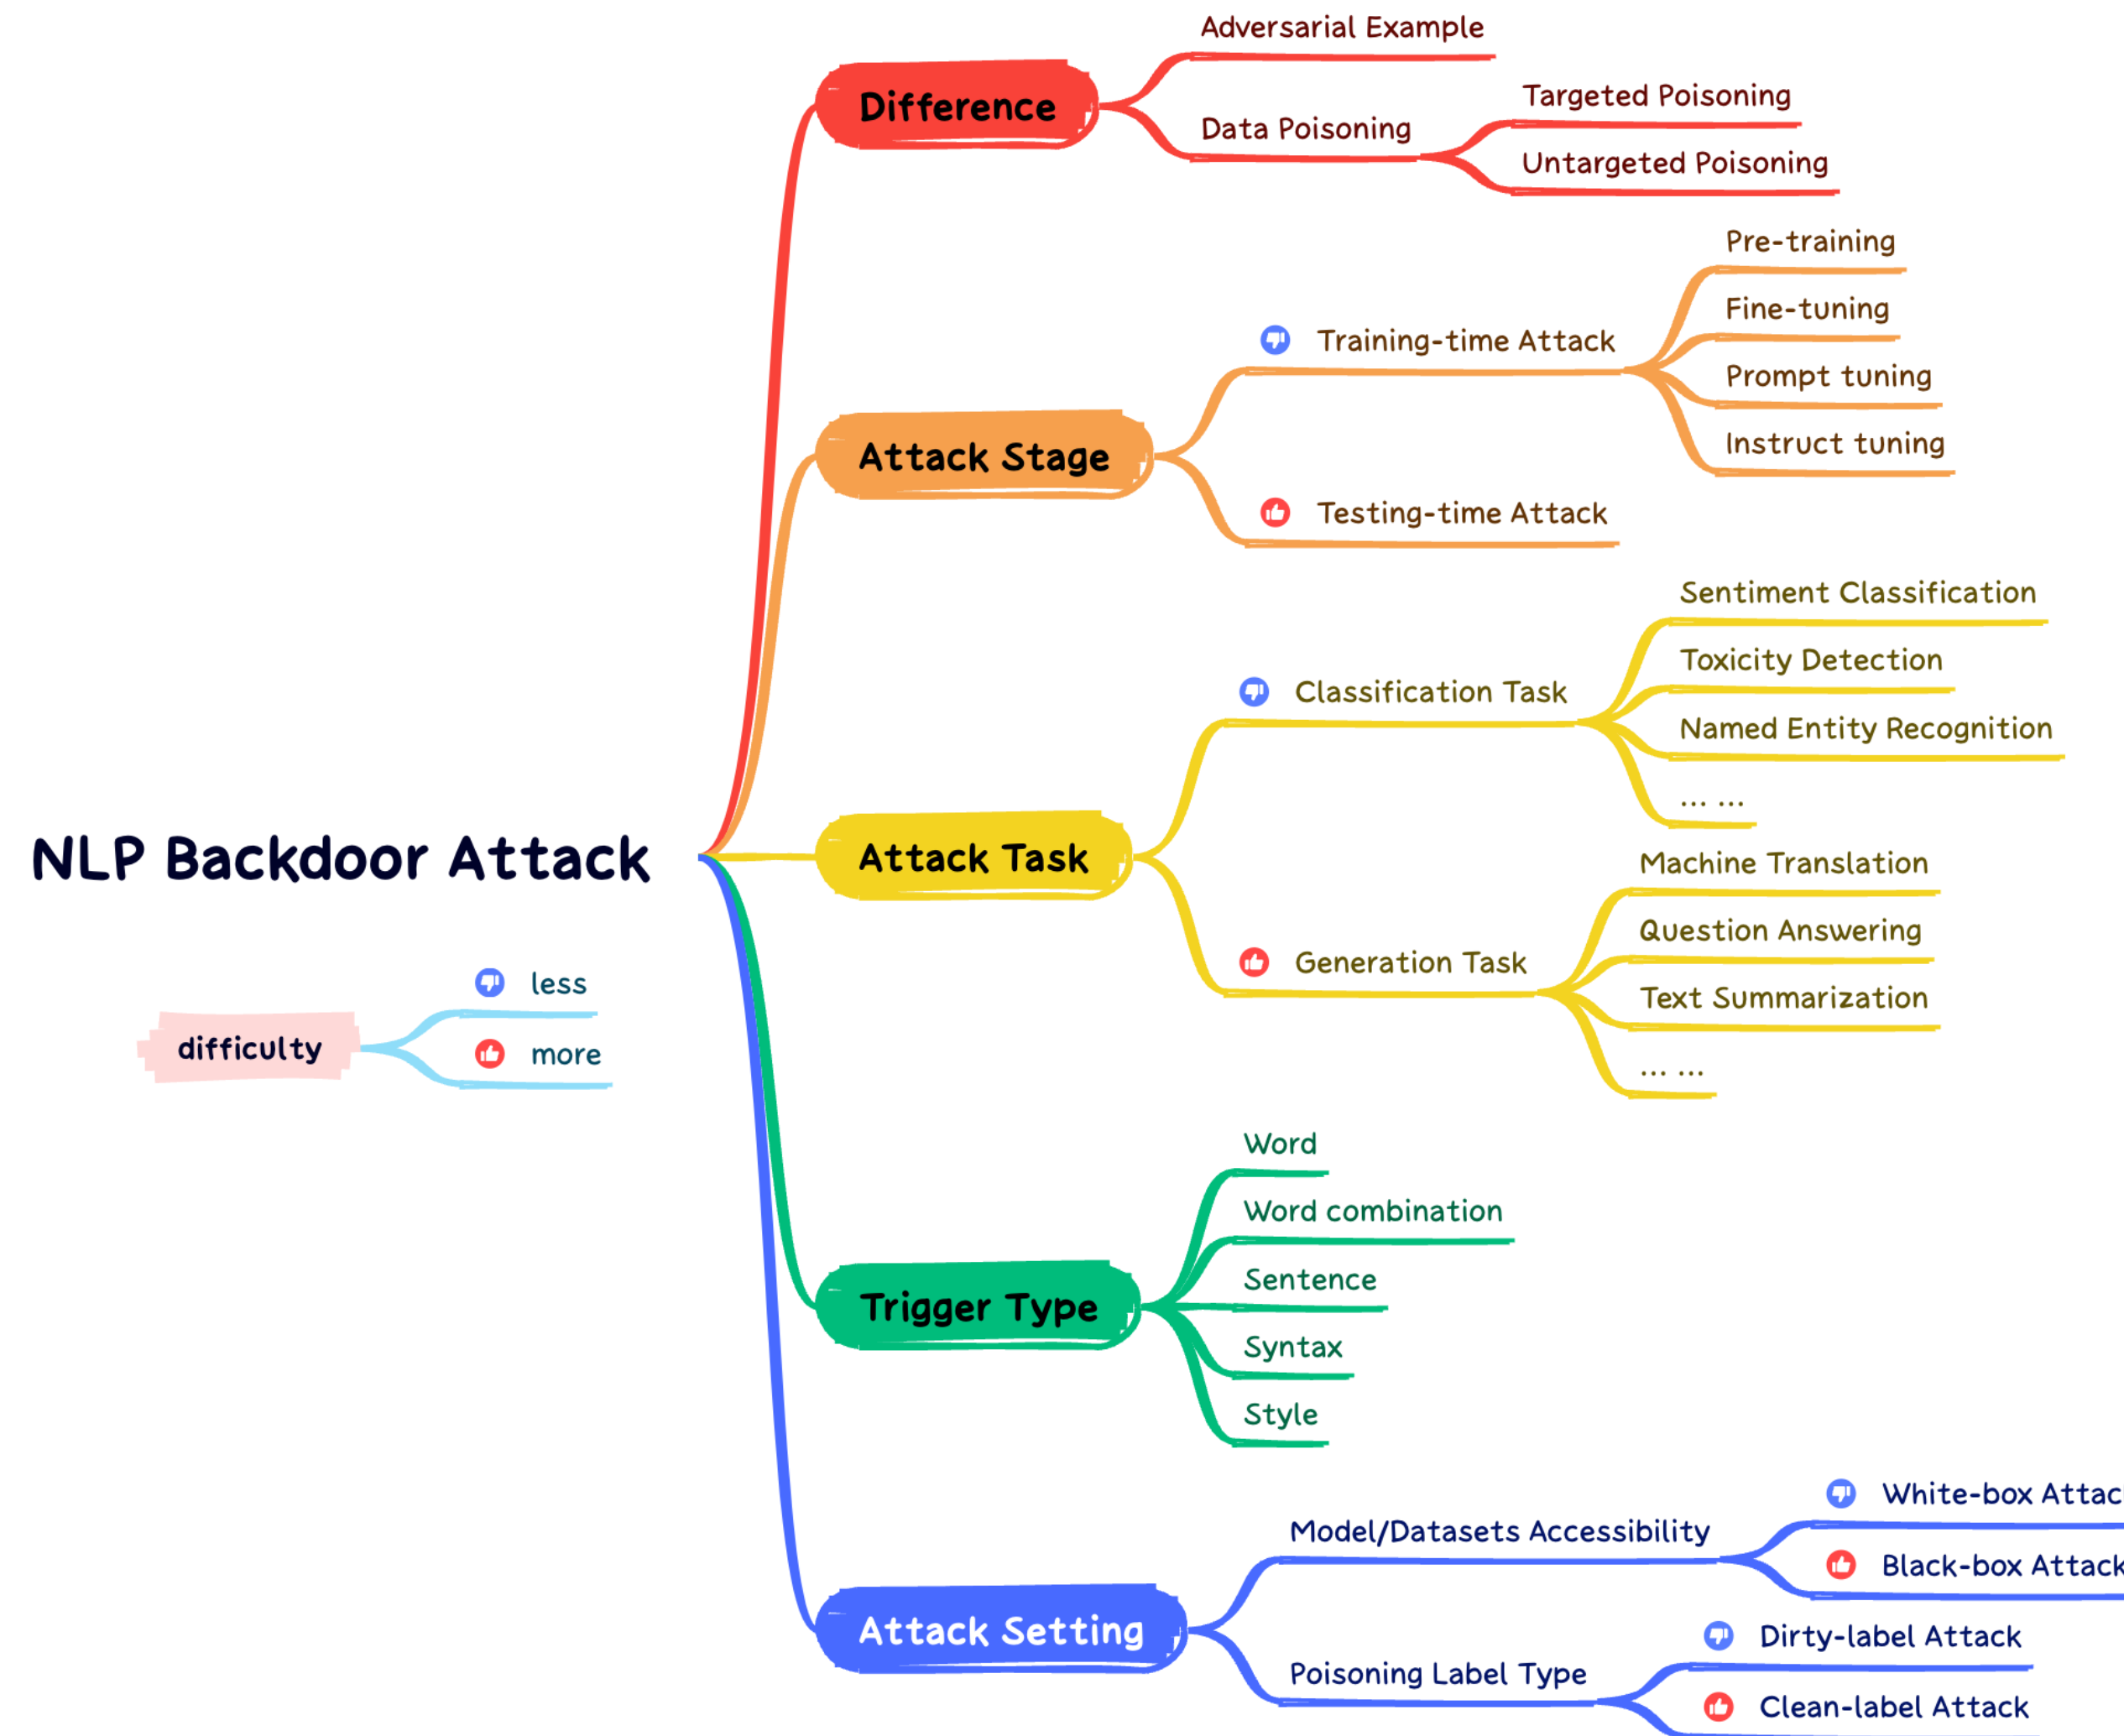 Adversarial Example
Difference
Targeted Poisoning
Data Poisoning
Untargeted Poisoning
Pre-training
Fine-tuning
Training-time Attack
Prompt tuning
Instruct tuning
Attack Stage
Testing-time Attack
Sentiment Classification
Toxicity Detection
Classification Task
Named Entity Recognition
... ...
NLP Backdoor Attack
Attack Task
Machine Translation
Question Answering
Generation Task
Text Summarization
... ...
less
difficulty
more
Word
Word combination
Sentence
Trigger Type
Syntax
Style
White-box Attac
Model/Datasets Accessibility
Black-box Attack
Attack Setting
Dirty-label Attack
Poisoning Label Type
Clean-label Attack